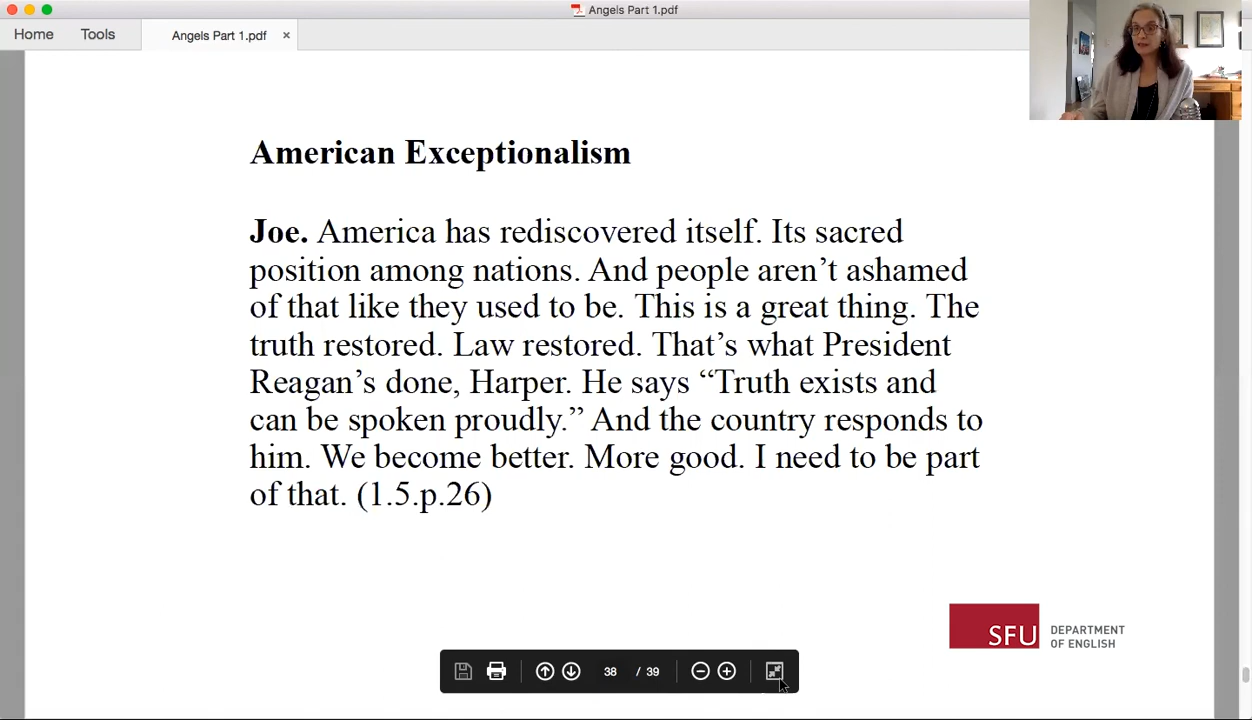 Angels Part 1.pdf
Home Tools Angels Part 1.pdf ×
American Exceptionalism
Joe. America has rediscovered itself. Its sacred
position among nations. And people aren’t ashamed
of that like they used to be. This is a great thing. The
truth restored. Law restored. That’s what President
Reagan’s done, Harper. He says “Truth exists and
can be spoken proudly.” And the country responds to
him. We become better. More good. I need to be part
of that. (1.5.p.26)
SFU DEPARTMENT
OF ENGLISH
38 / 39